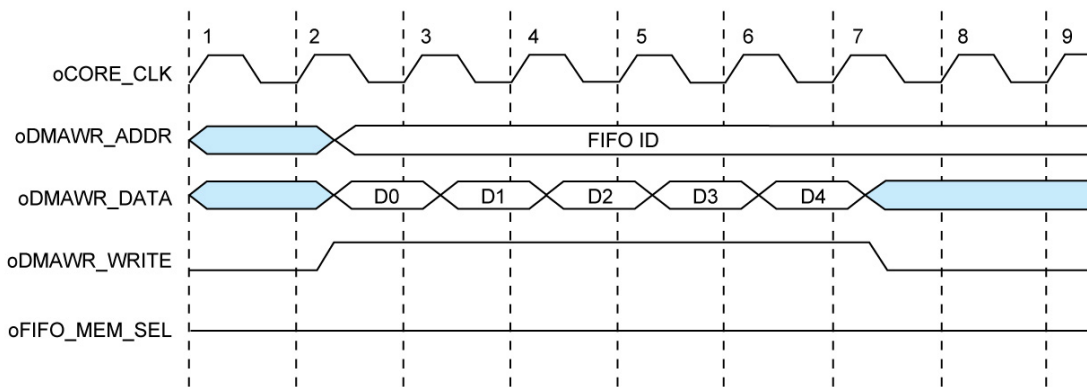 1 2 3 4 5 6 7 8 9
oCORE_CLK
oDMAWR_ADDR FIFO ID
oDMAWR_DATA D0 D1 D2 D3 D4
oDMAWR_WRITE
oFIFO_MEM_SEL